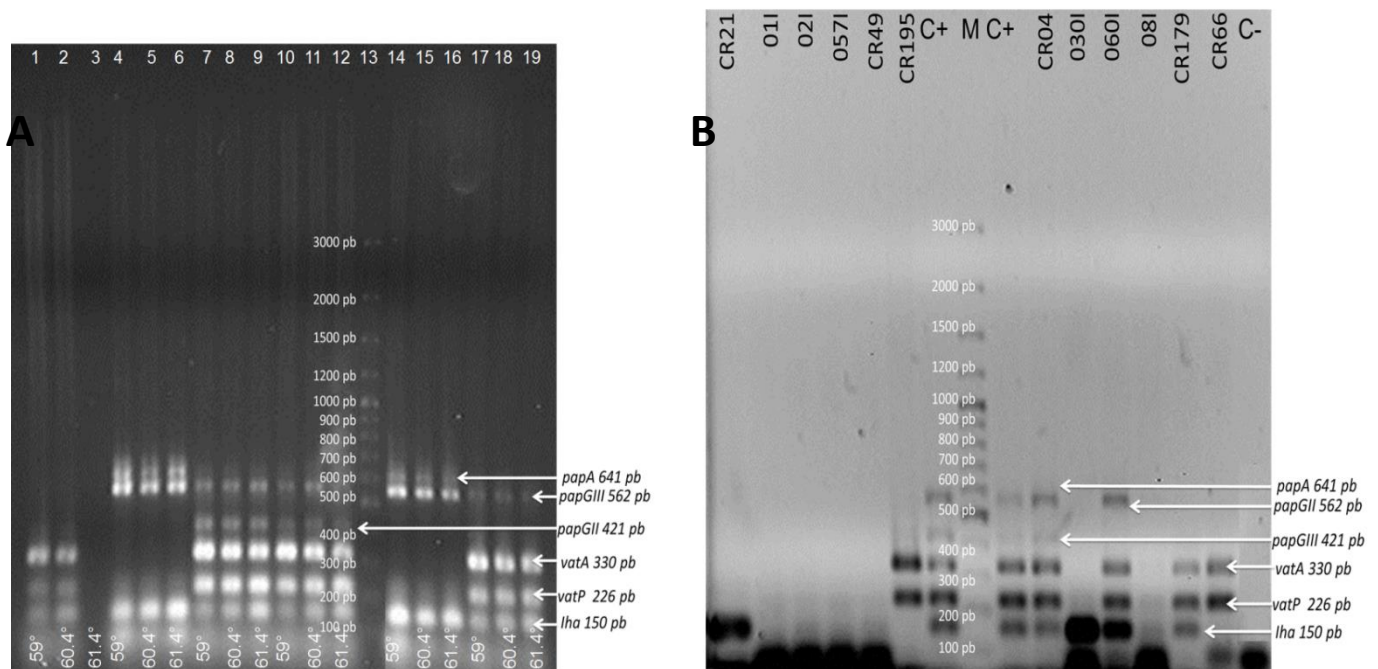 A
1 2 3 4 5 6 7 8 9 10 11 12 13 14 15 16 17 18 19
3000 pb
2000 pb
1500 pb
1200 pb
1000 pb
900 pb
800 pb
700 pb
600 pb
500 pb
400 pb
300 pb
200 pb
100 pb
papA 641 pb
papGIII 562 pb
papGII 421 pb
vatA 330 pb
vatP 226 pb
Iha 150 pb
59° 60.4° 61.4° 59° 60.4° 61.4° 59° 60.4° 61.4° 59° 60.4° 61.4° 59° 60.4° 61.4° 59° 60.4° 61.4°
B
CR21 01I 02I 057I CR49 CR195 C+ M C+ CR04 030I 060I 08I CR179 CR66 C-
3000 pb
2000 pb
1500 pb
1200 pb
1000 pb
900 pb
800 pb
700 pb
600 pb
500 pb
400 pb
300 pb
200 pb
100 pb
papA 641 pb
papGII 562 pb
papGIII 421 pb
vatA 330 pb
vatP 226 pb
Iha 150 pb